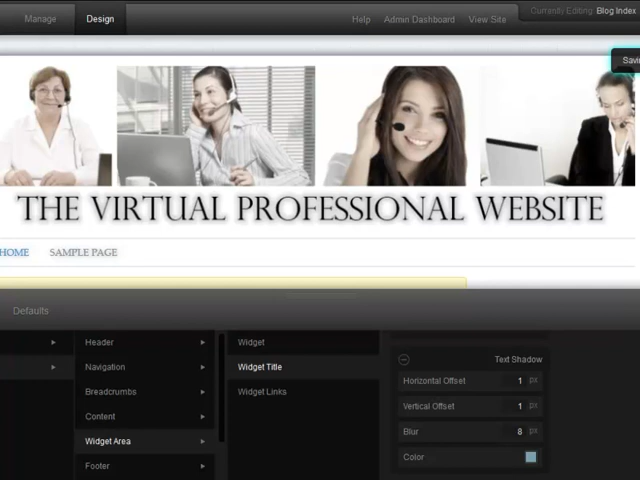 Manage Design Help Admin Dashboard View Site Currently Editing: Blog Index
Savi
THE VIRTUAL PROFESSIONAL WEBSITE
HOME SAMPLE PAGE
Defaults
Header Widget
Text Shadow
Navigation Widget Title
Horizontal Offset 1 px
Breadcrumbs Widget Links
Vertical Offset 1 px
Content
Blur 8 px
Widget Area
Color
Footer